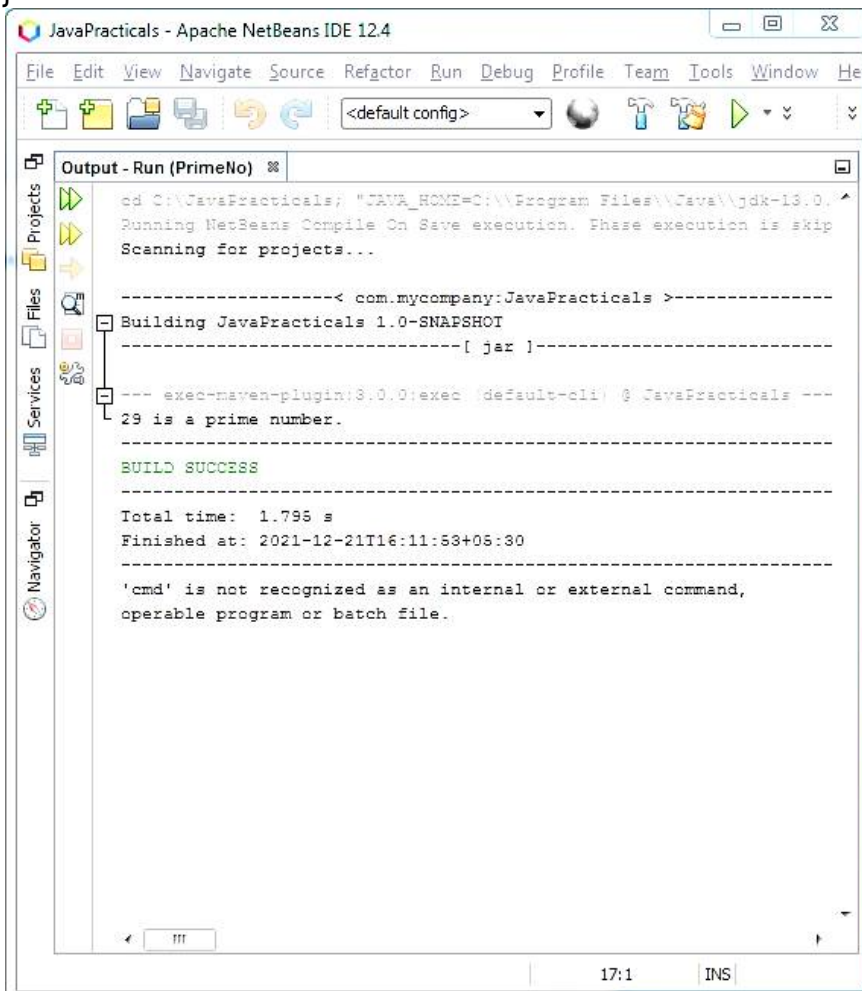 JavaPracticals - Apache NetBeans IDE 12.4
File Edit View Navigate Source Refactor Run Debug Profile Team Tools Window He
<default config>
Output - Run (PrimeNo)
Projects
Files
Services
Navigator
cd C:\JavaPracticals; "JAVA_HOME=C:\\Program Files\\Java\\jdk-13.0.
Running NetBeans Compile On Save execution. Phase execution is skip
Scanning for projects...
---------------------< com.mycompany:JavaPracticals >----------------
Building JavaPracticals 1.0-SNAPSHOT
--------------------------------[ jar ]---------------------------------
--- exec-maven-plugin:3.0.0:exec (default-cli) @ JavaPracticals ---
29 is a prime number.
------------------------------------------------------------------------
BUILD SUCCESS
------------------------------------------------------------------------
Total time: 1.795 s
Finished at: 2021-12-21T16:11:53+05:30
------------------------------------------------------------------------
'cmd' is not recognized as an internal or external command,
operable program or batch file.
17:1 INS